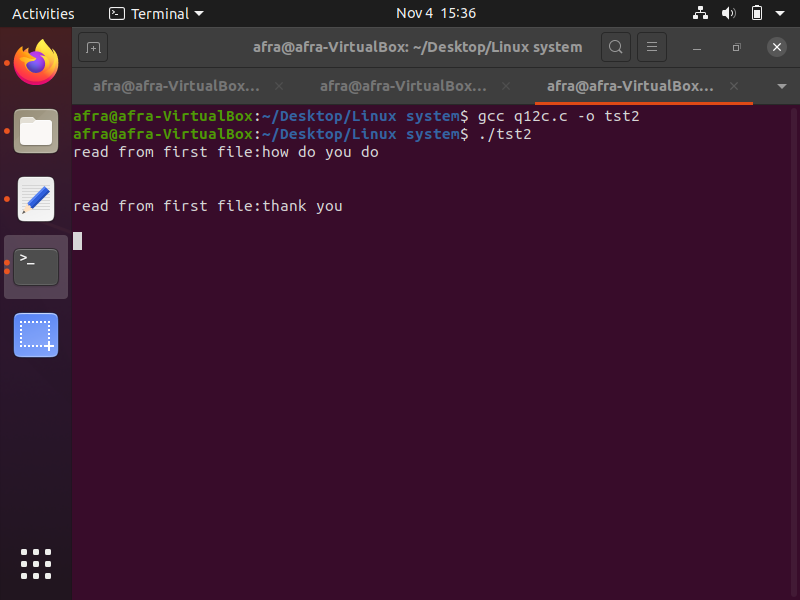 Activities
Terminal
Nov 4 15:36
afra@afra-VirtualBox: ~/Desktop/Linux system
afra@afra-VirtualBox...
afra@afra-VirtualBox...
afra@afra-VirtualBox...
afra@afra-VirtualBox:~/Desktop/Linux system$ gcc q12c.c -o tst2
afra@afra-VirtualBox:~/Desktop/Linux system$ ./tst2
read from first file:how do you do
read from first file:thank you